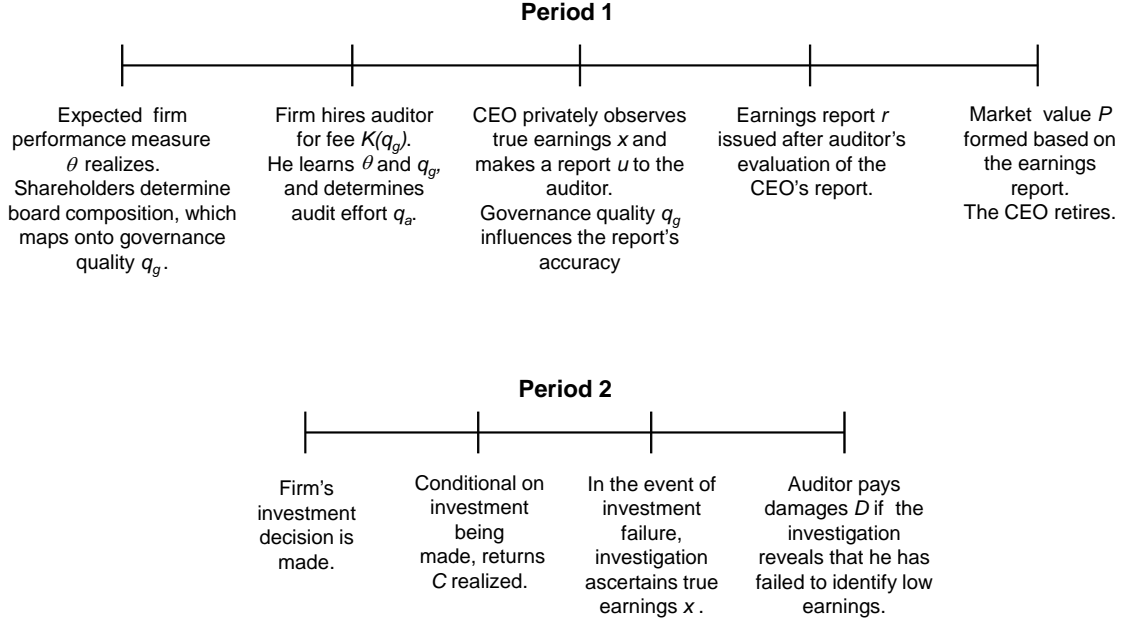 Period 1
Expected firm
performance measure
θ realizes.
Shareholders determine
board composition, which
maps onto governance
quality qg.
Firm hires auditor
for fee K(qg).
He learns θ and qg,
and determines
audit effort qa.
CEO privately observes
true earnings x and
makes a report u to the
auditor.
Governance quality qg
influences the report’s
accuracy
Earnings report r
issued after auditor’s
evaluation of the
CEO’s report.
Market value P
formed based on
the earnings
report.
The CEO retires.
Period 2
Firm’s
investment
decision is
made.
Conditional on
investment
being
made, returns
C realized.
In the event of
investment
failure,
investigation
ascertains true
earnings x .
Auditor pays
damages D if the
investigation
reveals that he has
failed to identify low
earnings.